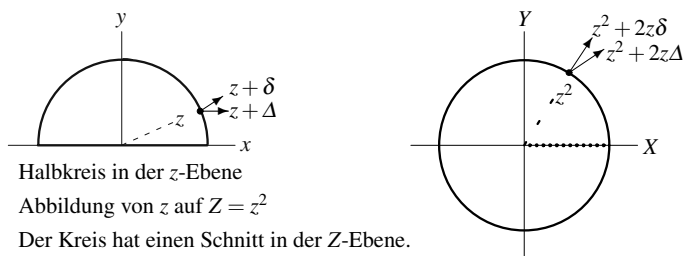 y
z + δ
z + Δ
z
x
Halbkreis in der z-Ebene
Abbildung von z auf Z = z²
Der Kreis hat einen Schnitt in der Z-Ebene.
Y
z² + 2zδ
z² + 2zΔ
z²
X